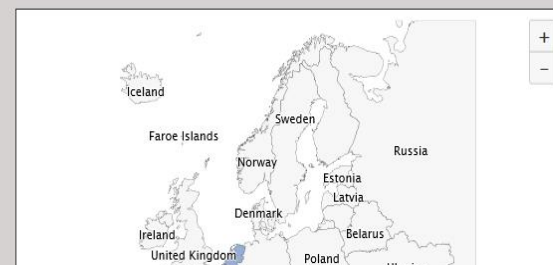 +
−
Iceland
Sweden
Faroe Islands
Russia
Norway
Estonia
Latvia
Denmark
Ireland
Belarus
United Kingdom
Poland